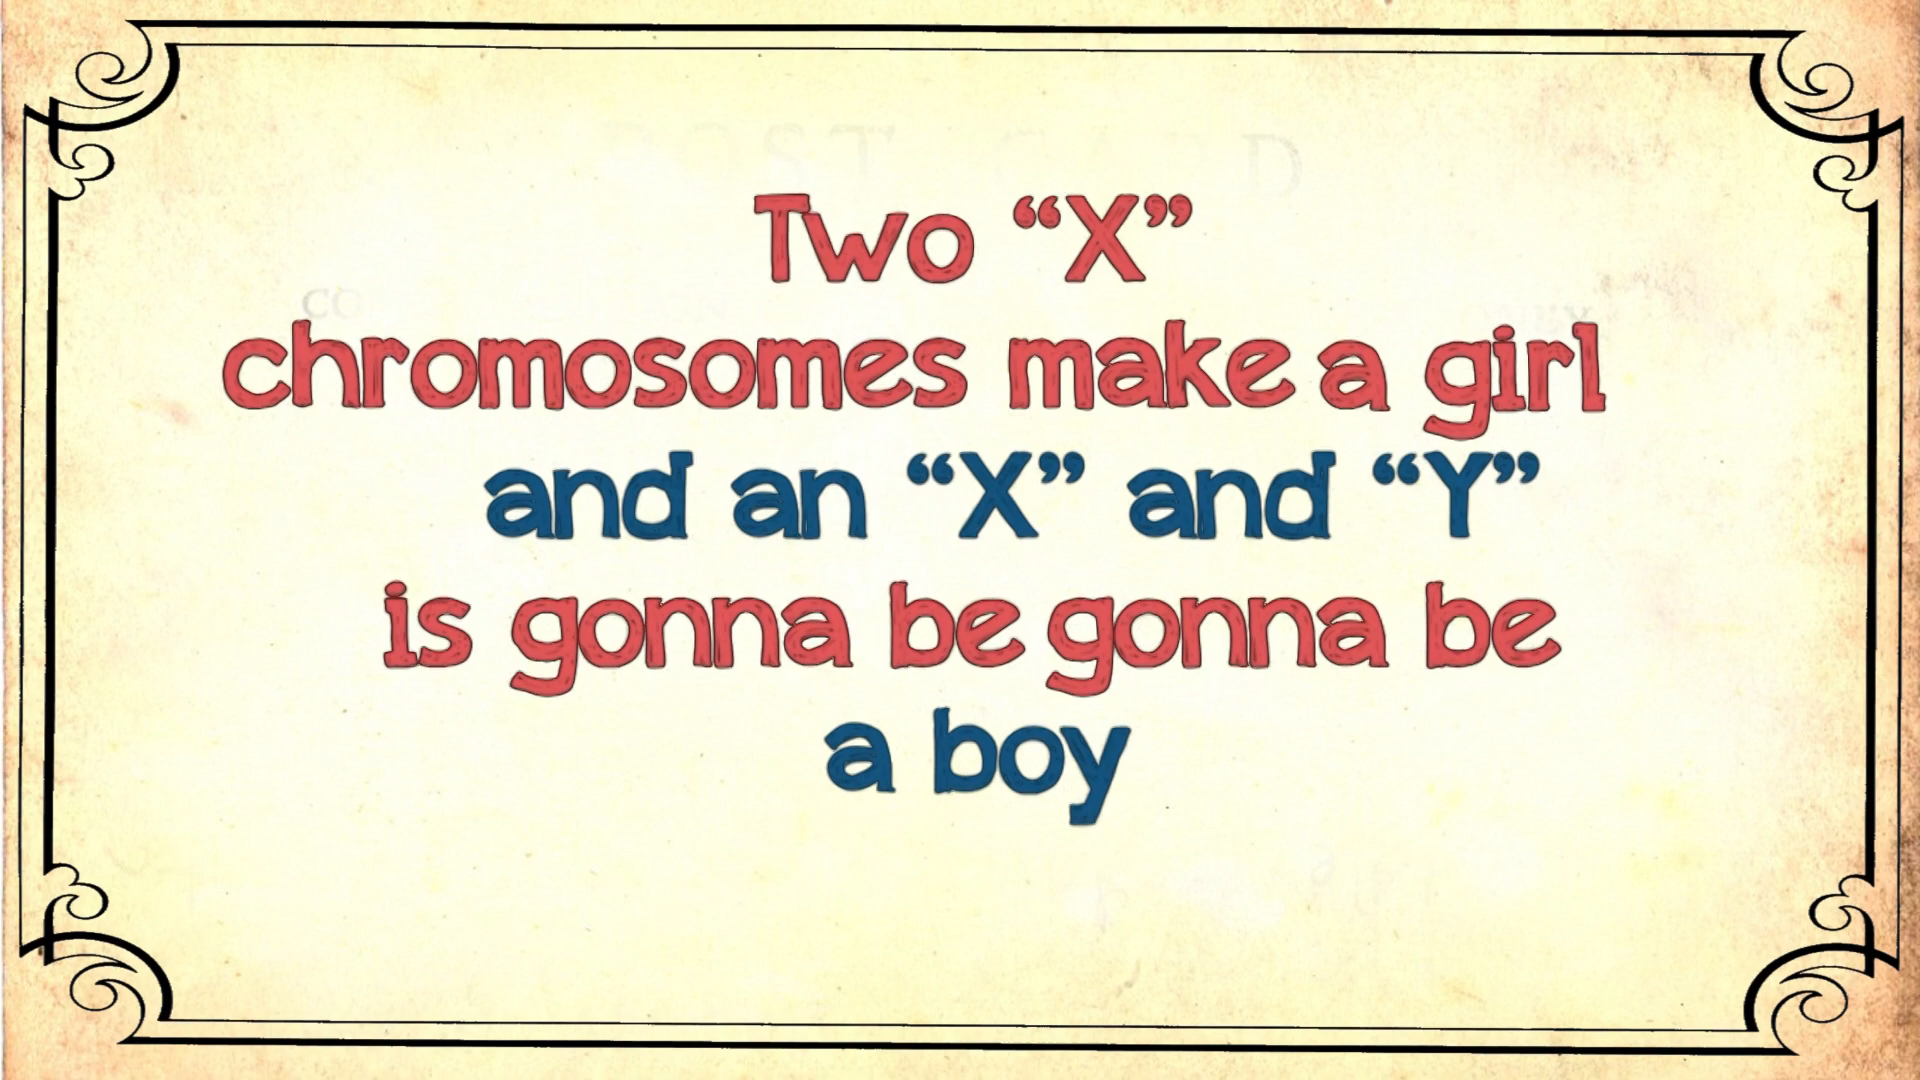 Two “X”
chromosomes make a girl
and an “X” and “Y”
is gonna be gonna be
a boy